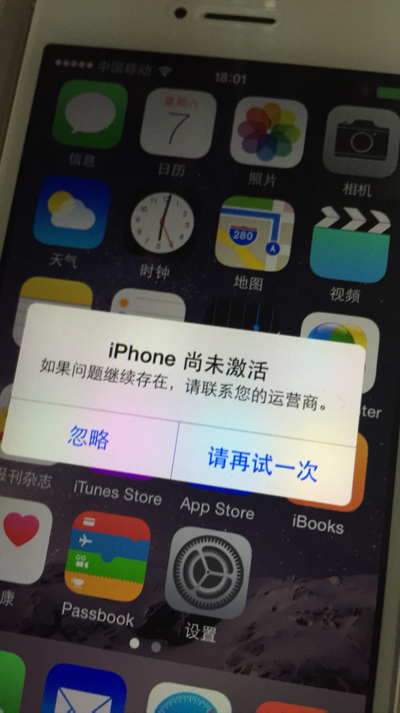 中国移动
18:01
星期六
7
信息
日历
照片
相机
280
天气
时钟
地图
视频
iPhone 尚未激活
如果问题继续存在，请联系您的运营商。
忽略
请再试一次
报刊杂志
iTunes Store
App Store
iBooks
康
Passbook
设置